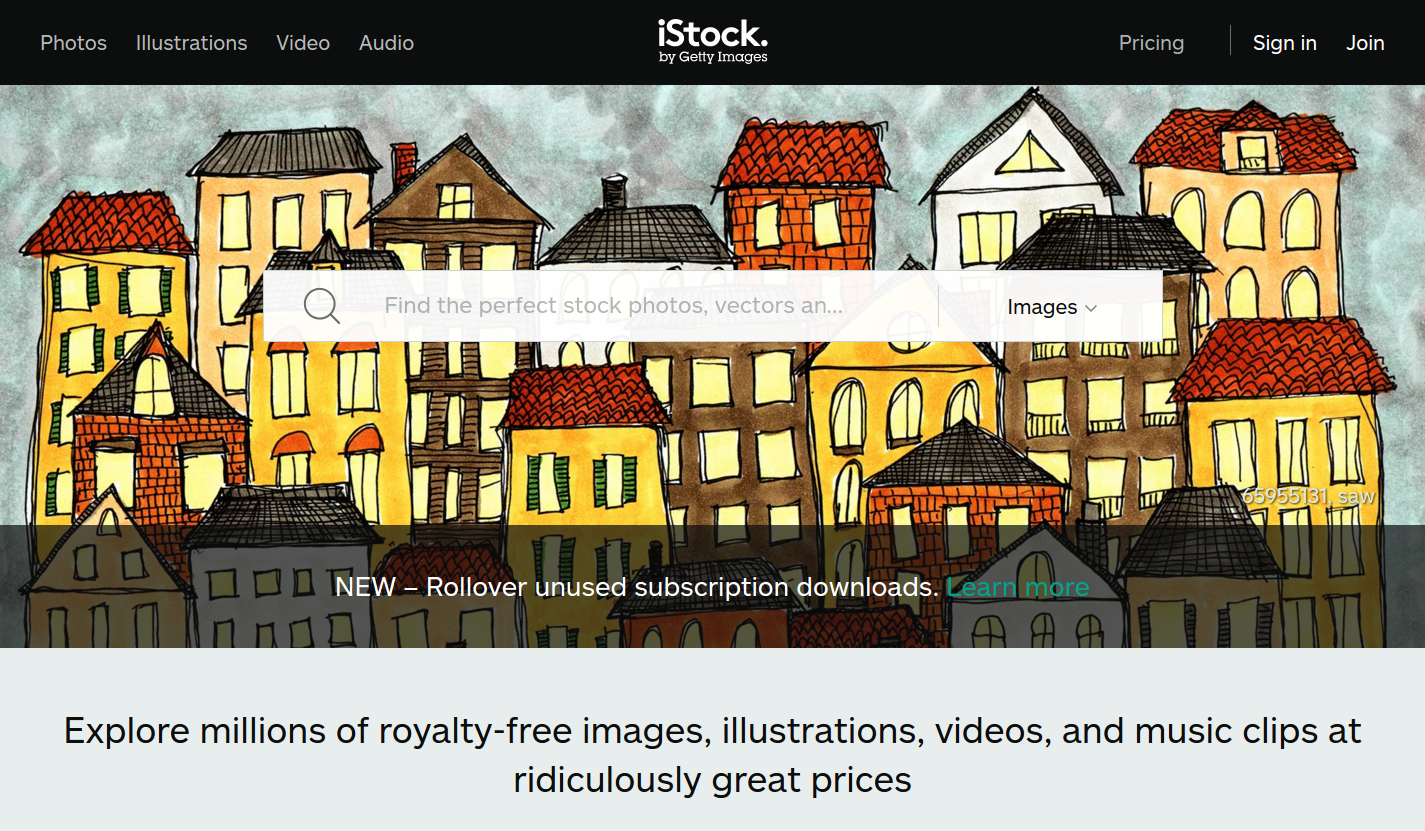 Photos Illustrations Video Audio
iStock.
by Getty Images
Pricing Sign in Join
Find the perfect stock photos, vectors an...
Images
65955131, saw
NEW – Rollover unused subscription downloads. Learn more
Explore millions of royalty-free images, illustrations, videos, and music clips at
ridiculously great prices